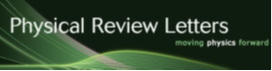 Physical Review Letters
moving physics forward